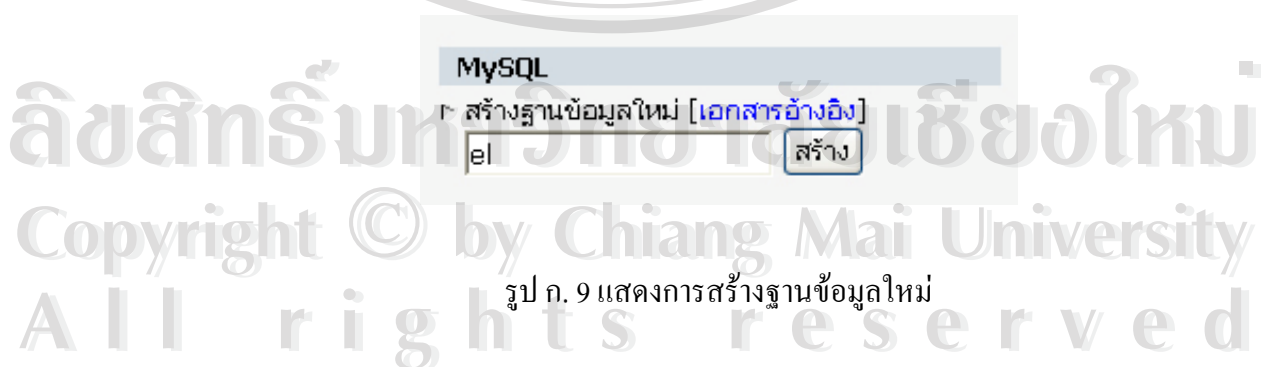 MySQL
สร้างฐานข้อมูลใหม่ [เอกสารอ้างอิง]
el
สร้าง
ลิขสิทธิ์มหาวิทยาลัยเชียงใหม่
Copyright © by Chiang Mai University
รูป ก. 9 แสดงการสร้างฐานข้อมูลใหม่
All rights reserved